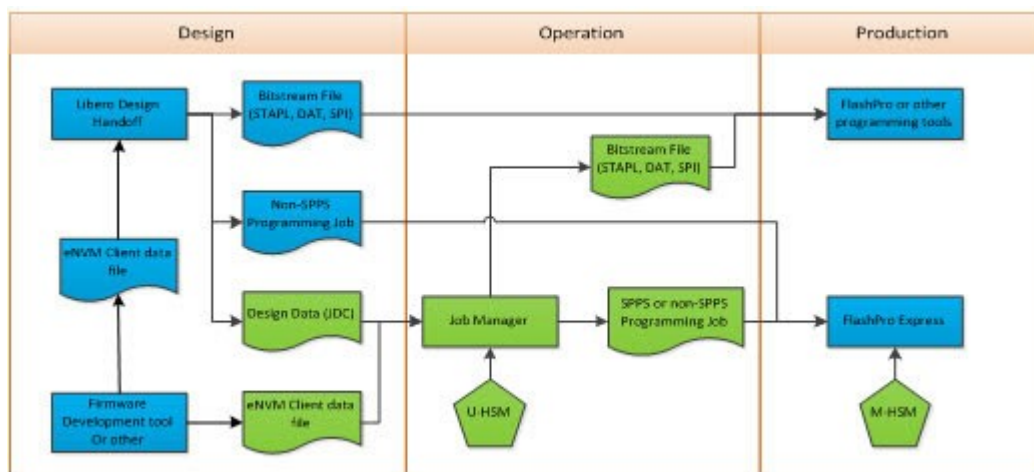 Design
Operation
Production
Libero Design
Handoff
Bitstream File
(STAPL, DAT, SPI)
FlashPro or other
programming tools
Bitstream File
(STAPL, DAT, SPI)
Non-SPPS
Programming Job
eNVM Client data
file
Design Data (JDC)
Job Manager
SPPS or non-SPPS
Programming Job
FlashPro Express
Firmware
Development tool
Or other
eNVM Client data
file
U-HSM
M-HSM